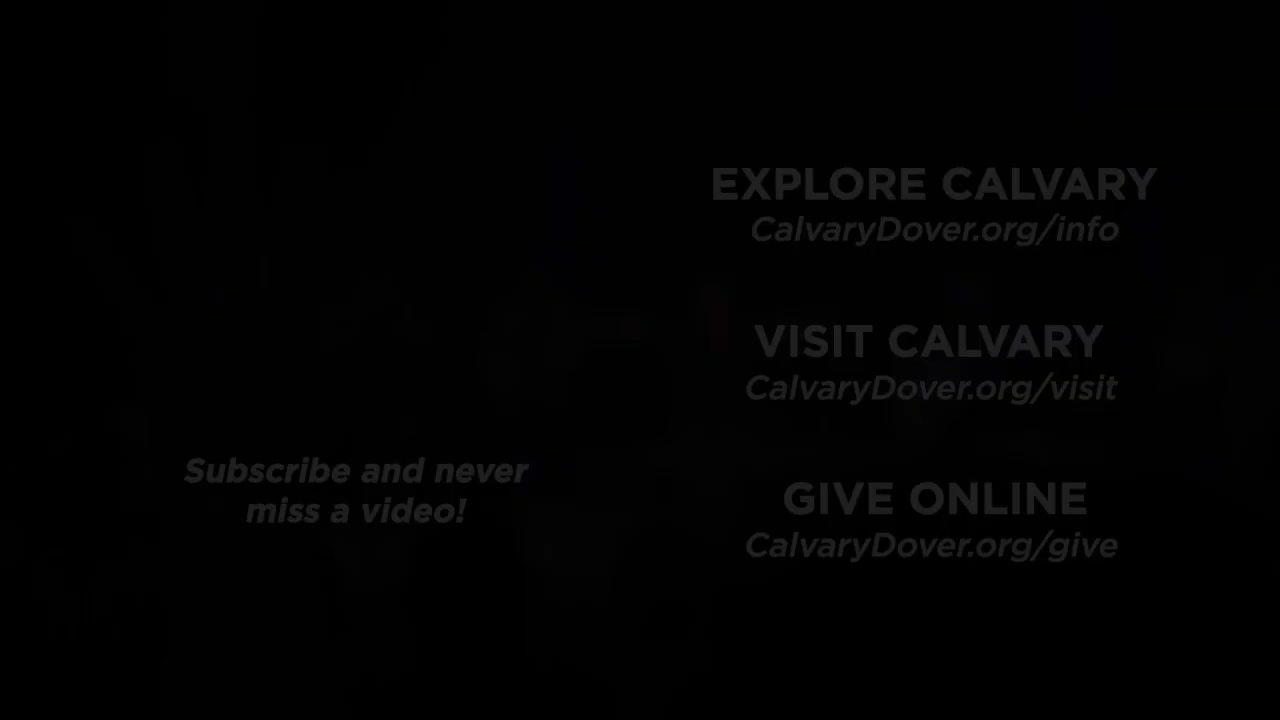 EXPLORE CALVARY
CalvaryDover.org/info
VISIT CALVARY
CalvaryDover.org/visit
Subscribe and never
miss a video!
GIVE ONLINE
CalvaryDover.org/give